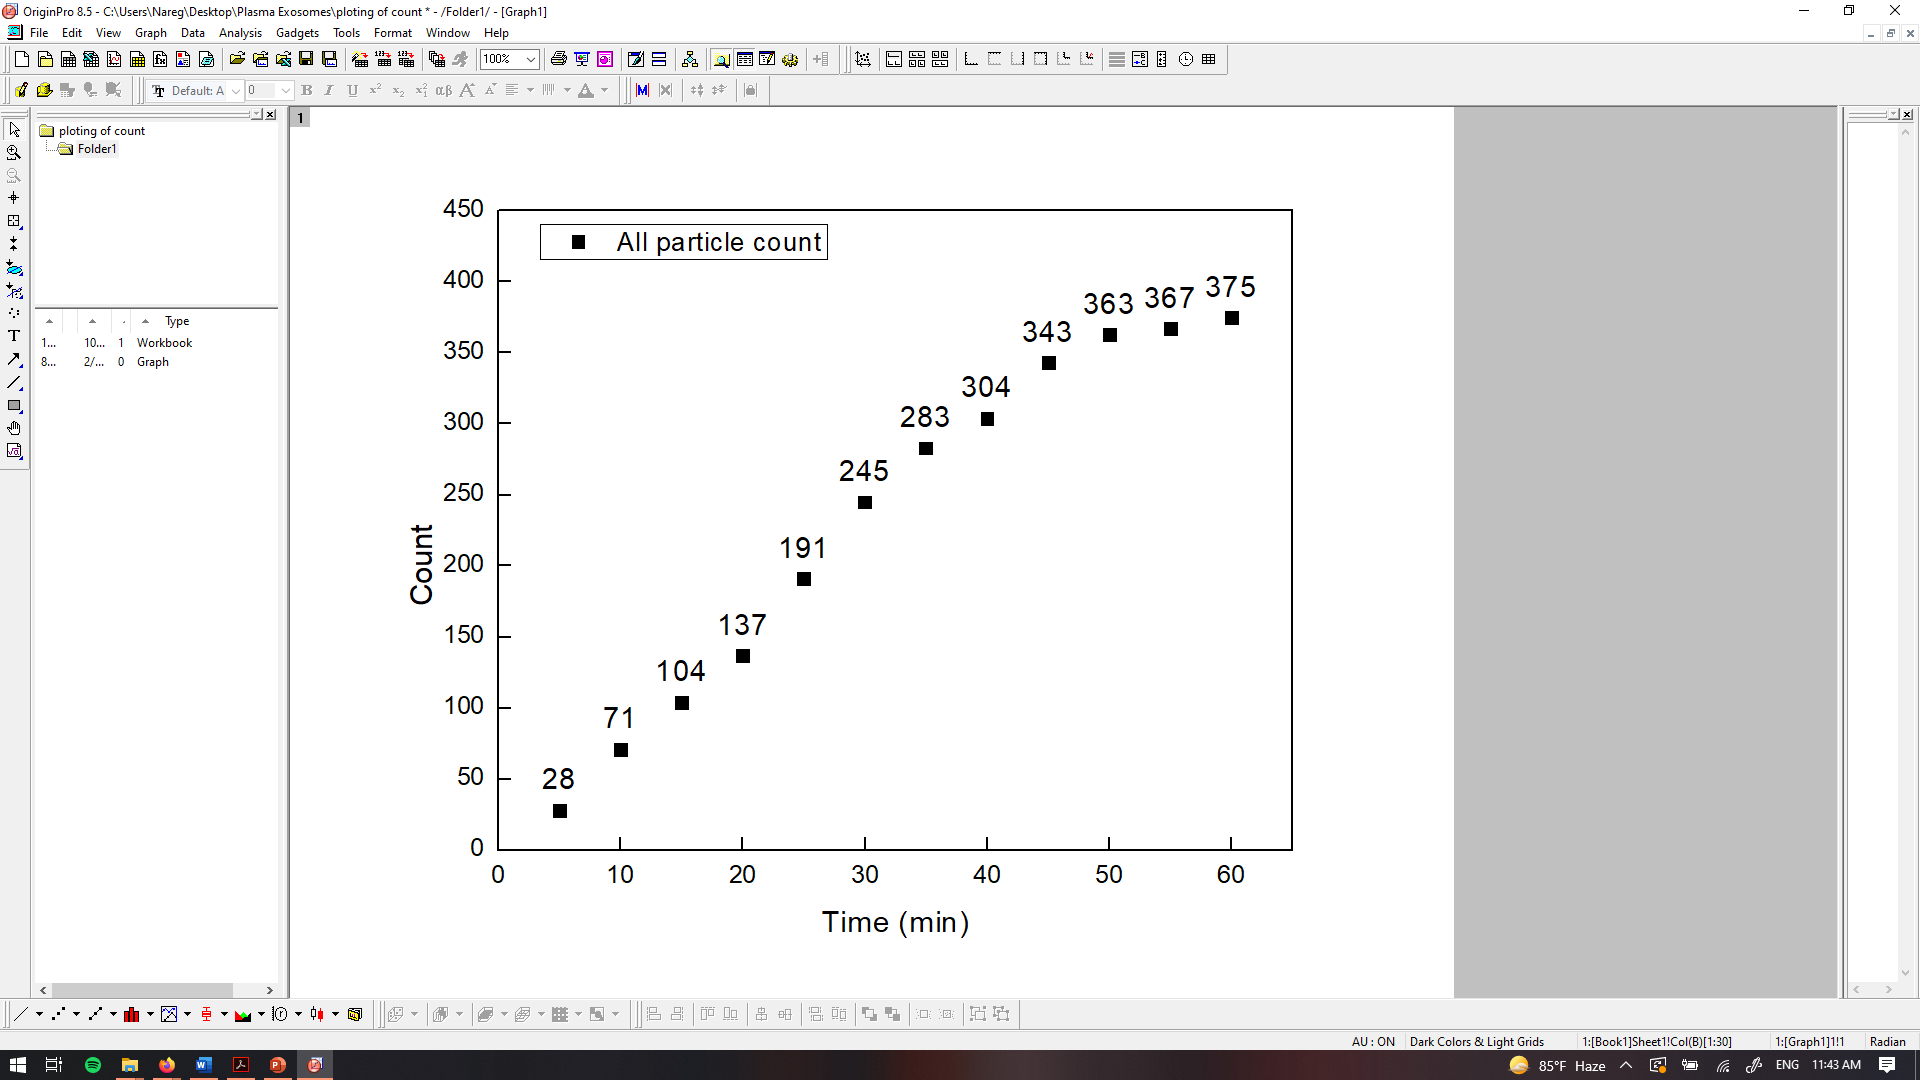 OriginPro 8.5 - C:\Users\Nareg\Desktop\Plasma Exosomes\ploting of count * - /Folder1/ - [Graph1]
File Edit View Graph Data Analysis Gadgets Tools Format Window Help
100%
Default: A 0 B I U x² x₂ αβ A A A M
ploting of count
Folder1
1
Type
1... 10... 1 Workbook
8... 2/... 0 Graph
450
400
350
300
250
200
150
100
50
0
Count
All particle count
28
71
104
137
191
245
283
304
343
363
367
375
0 10 20 30 40 50 60
Time (min)
AU : ON Dark Colors & Light Grids 1:[Book1]Sheet1!Col(B)[1:30] 1:[Graph1]1!1 Radian
85°F Haze ENG 11:43 AM